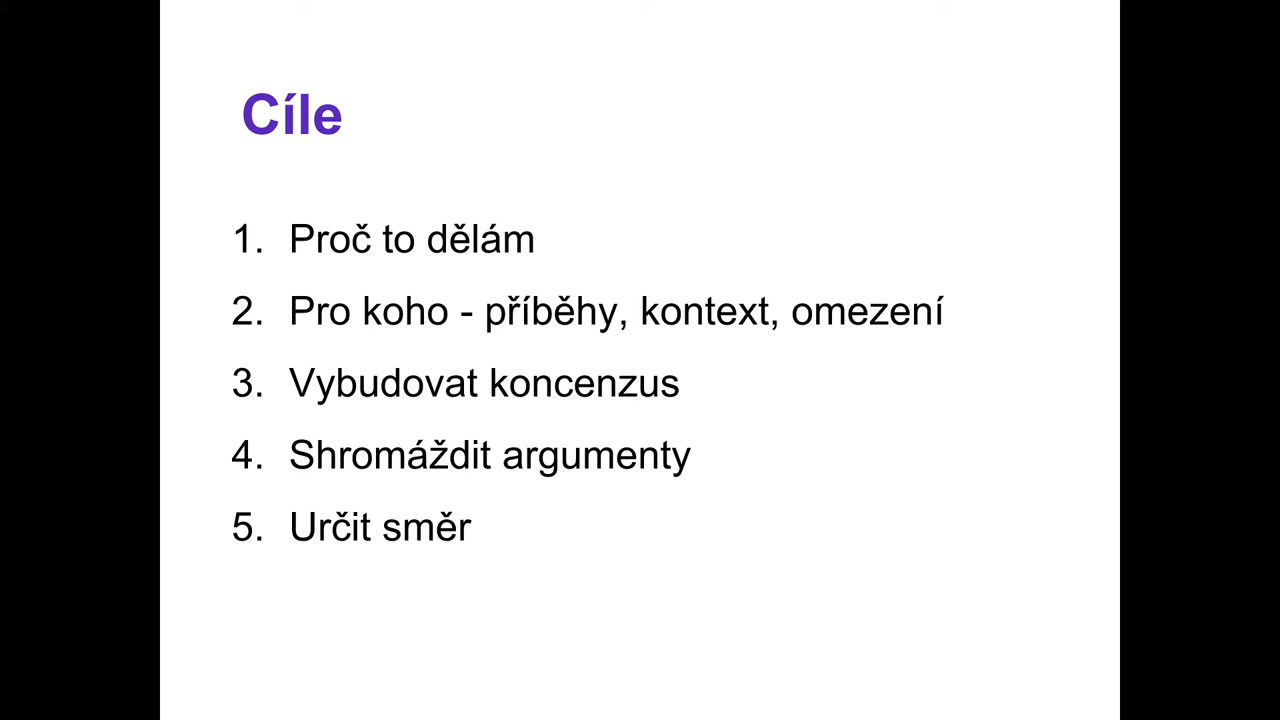 Cíle
1. Proč to dělám
2. Pro koho - příběhy, kontext, omezení
3. Vybudovat koncenzus
4. Shromáždit argumenty
5. Určit směr